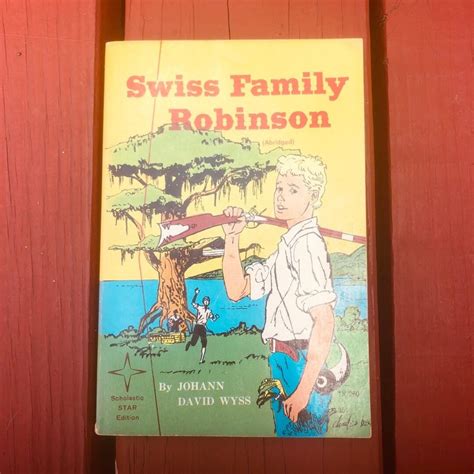 Swiss Family
Robinson
(Abridged)
By JOHANN
DAVID WYSS
Scholastic
STAR
Edition